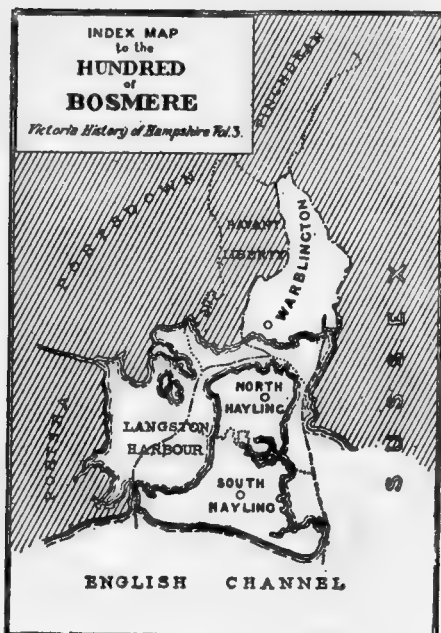 INDEX MAP
to the
HUNDRED
of
BOSMERE
Victoria History of Hampshire Vol. 3.
FINCHDEAN
PORTSDOWN
HAVANT
LIBERTY
WARBLINGTON
SUSSEX
NORTH
HAYLING
LANGSTON
HARBOUR
PORTSEA
SOUTH
HAYLING
ENGLISH CHANNEL